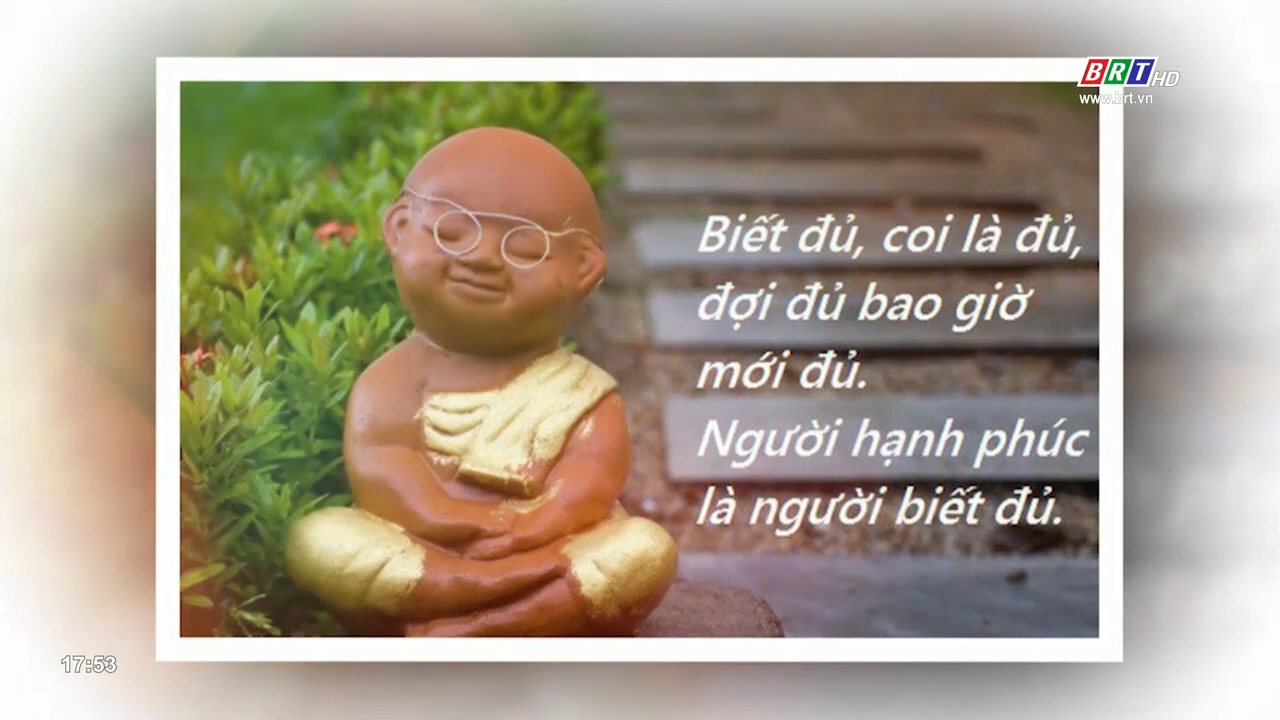 BRT HD
www.brt.vn
Biết đủ, coi là đủ,
đợi đủ bao giờ
mới đủ.
Người hạnh phúc
là người biết đủ.
17:53